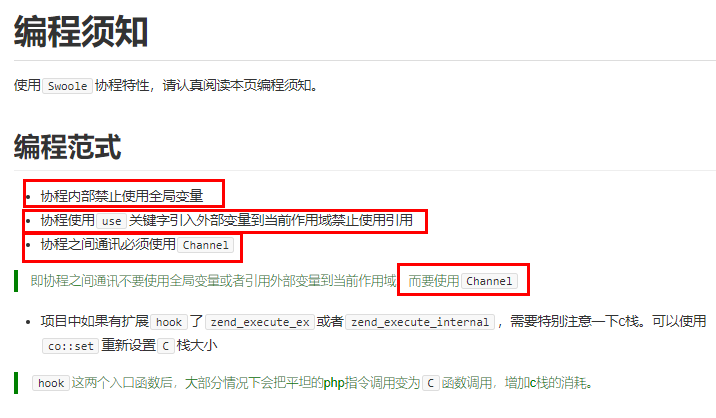 编程须知
使用 Swoole 协程特性，请认真阅读本页编程须知。
编程范式
协程内部禁止使用全局变量
协程使用 use 关键字引入外部变量到当前作用域禁止使用引用
协程之间通讯必须使用 Channel
即协程之间通讯不要使用全局变量或者引用外部变量到当前作用域，而要使用 Channel
项目中如果有扩展 hook 了 zend_execute_ex 或者 zend_execute_internal ，需要特别注意一下c栈。可以使用
co::set 重新设置 C 栈大小
hook 这两个入口函数后，大部分情况下会把平坦的php指令调用变为 C 函数调用，增加c栈的消耗。